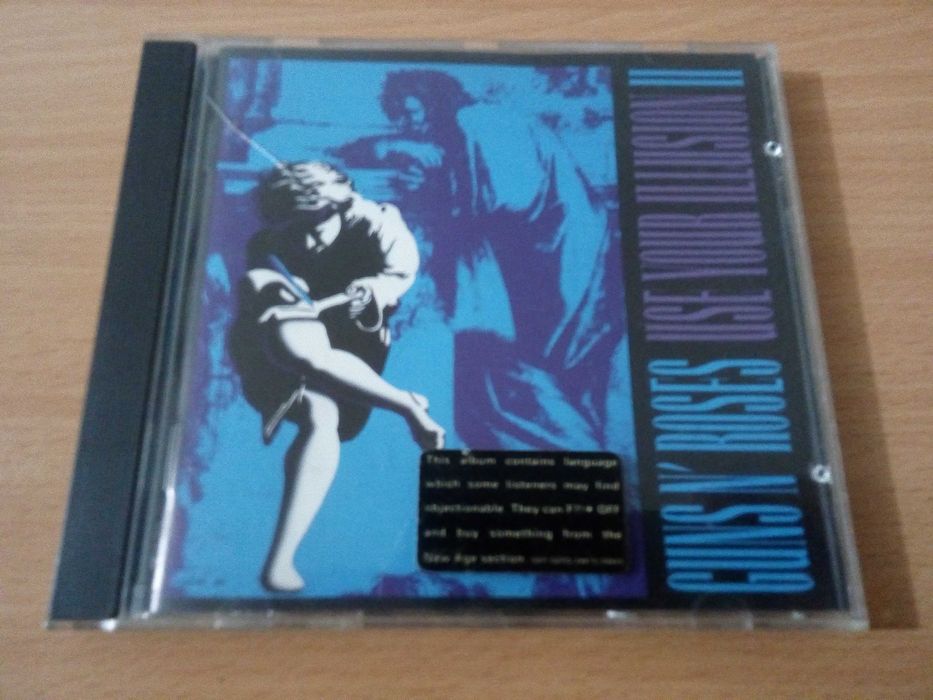 GUNS N' ROSES USE YOUR ILLUSION II
This album contains language
which some listeners may find
objectionable. They can F?!* OFF
and buy something from the
New Age section